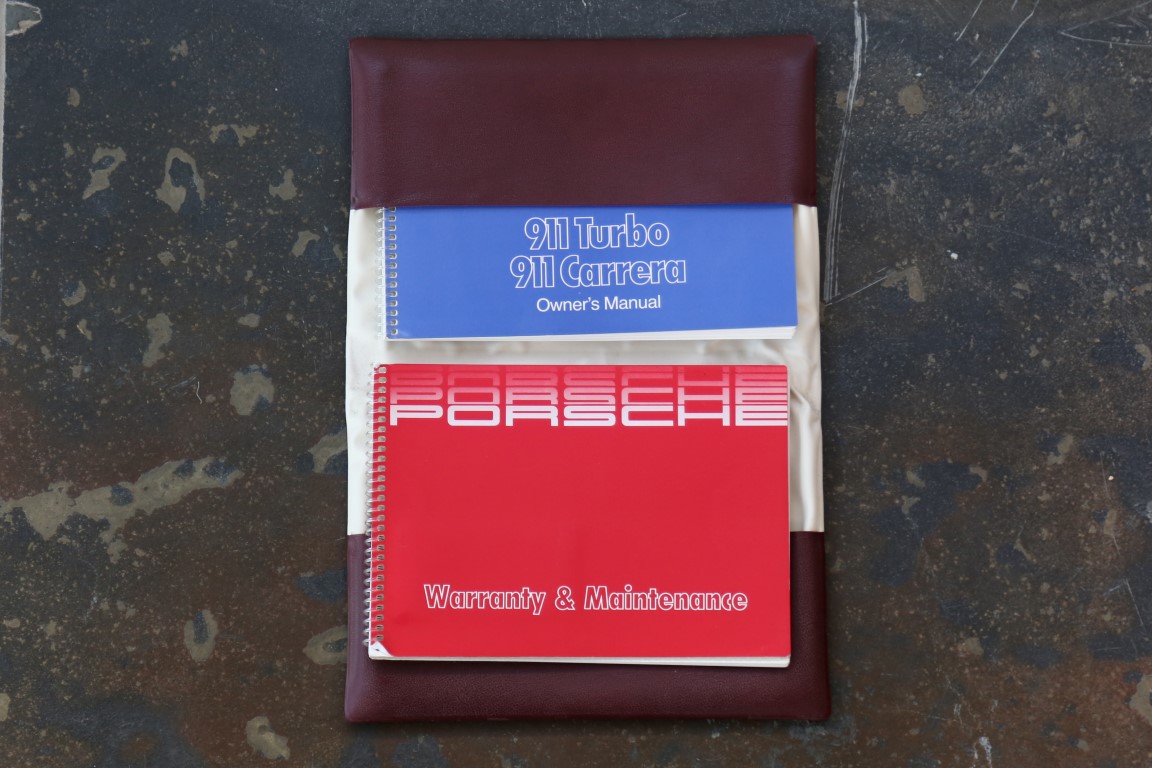 911 Turbo
911 Carrera
Owner's Manual
PORSCHE
PORSCHE
PORSCHE
Warranty & Maintenance